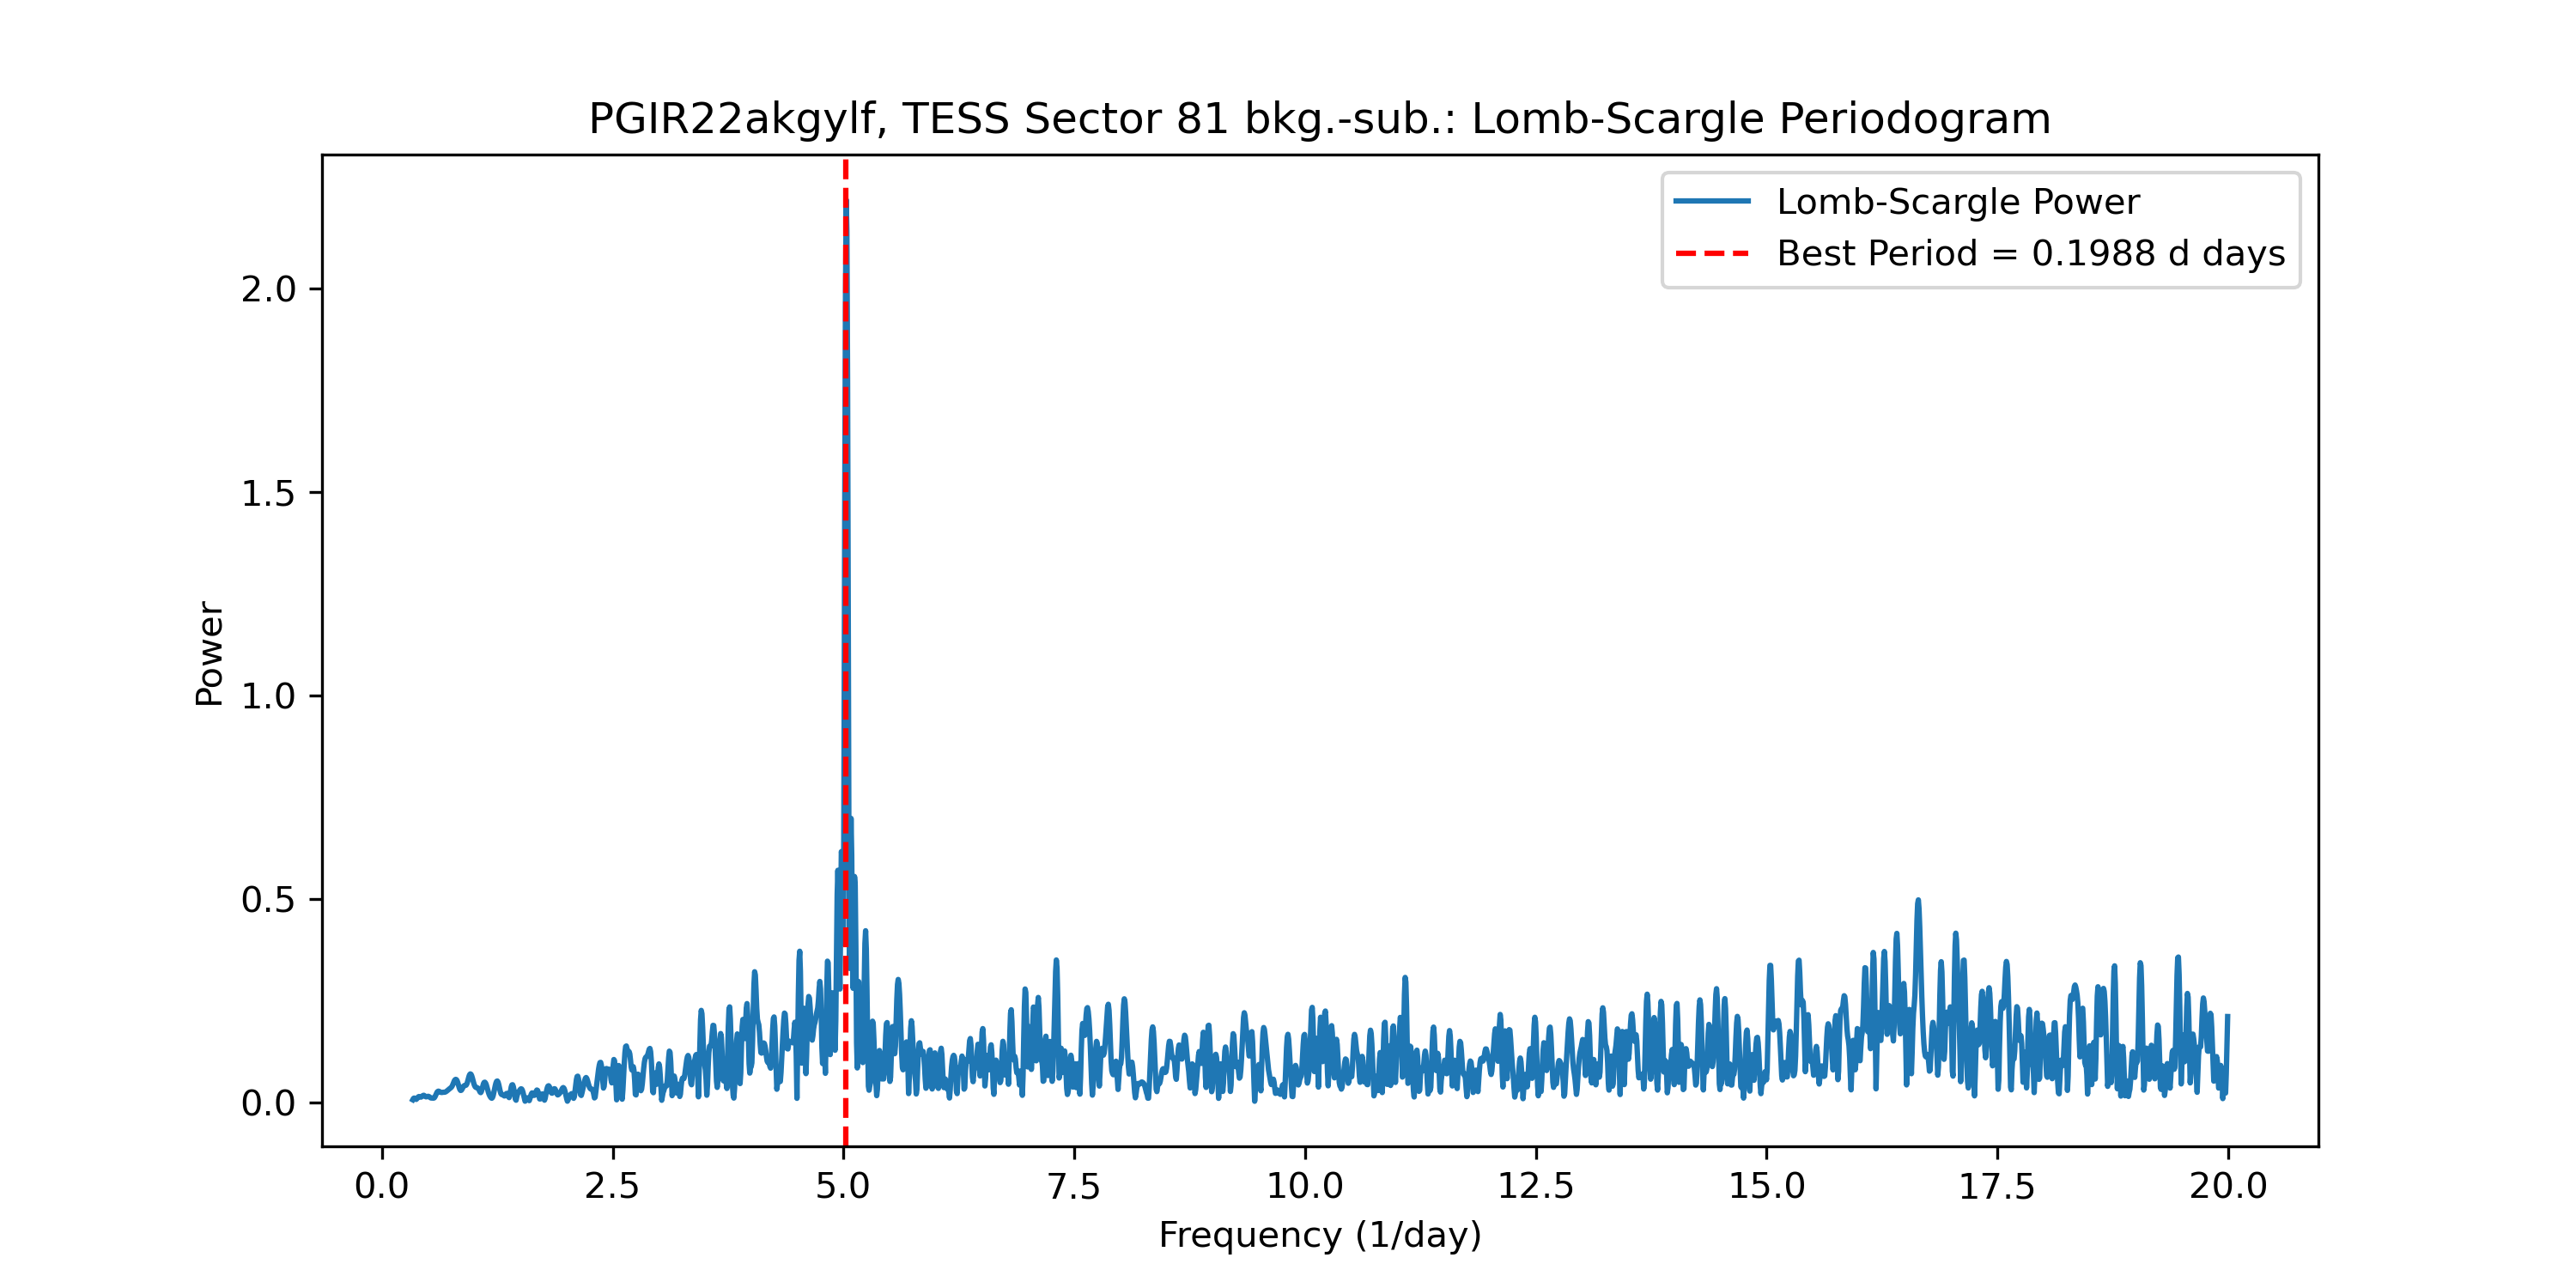 PGIR22akgylf, TESS Sector 81 bkg.-sub.: Lomb-Scargle Periodogram
Lomb-Scargle Power
Best Period = 0.1988 d days
Power
2.0
1.5
1.0
0.5
0.0
0.0 2.5 5.0 7.5 10.0 12.5 15.0 17.5 20.0
Frequency (1/day)